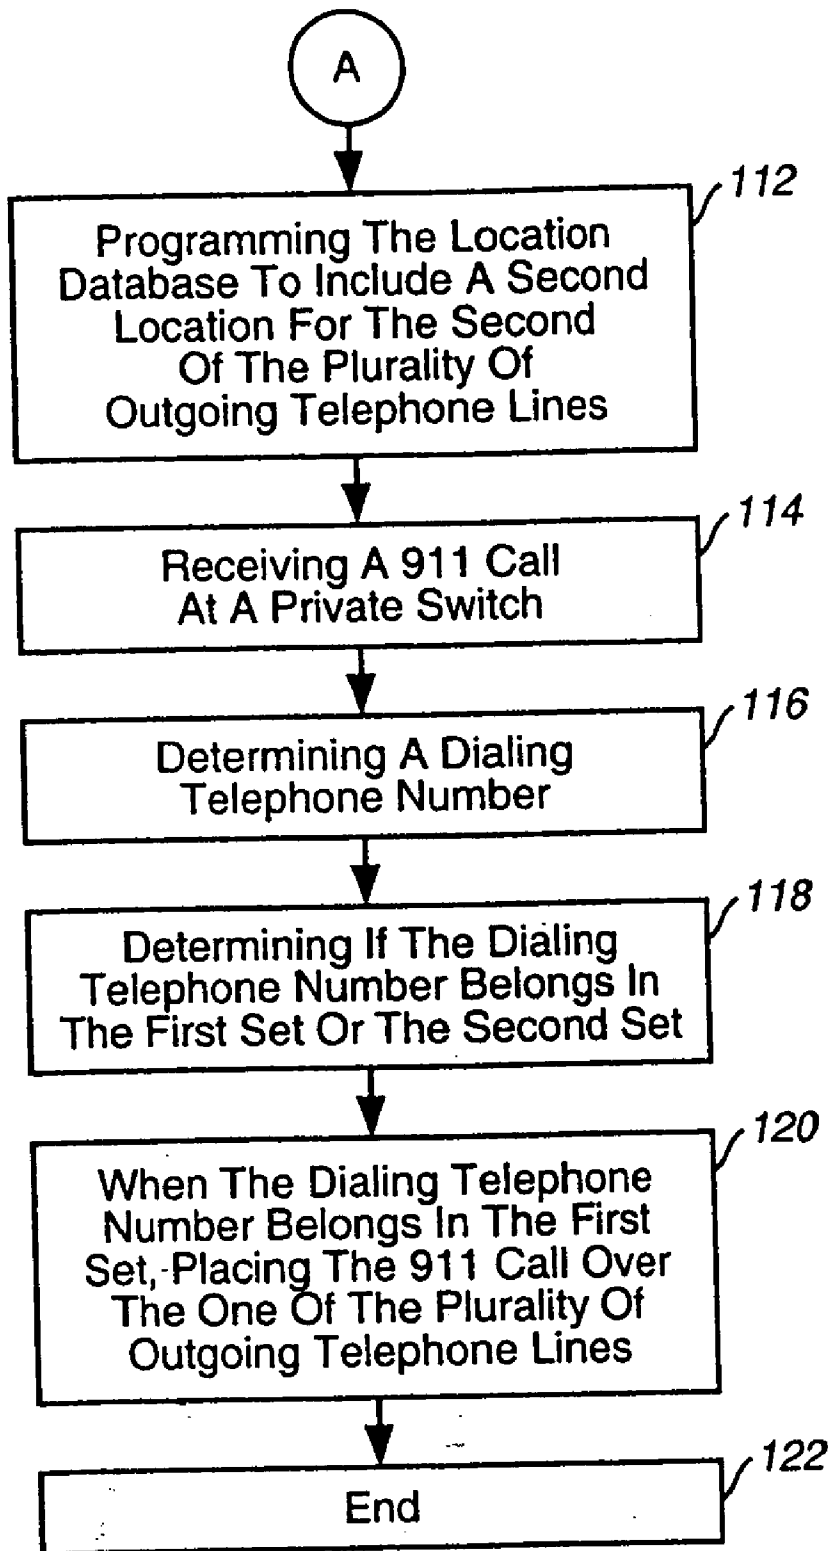 A
112
Programming The Location
Database To Include A Second
Location For The Second
Of The Plurality Of
Outgoing Telephone Lines
114
Receiving A 911 Call
At A Private Switch
116
Determining A Dialing
Telephone Number
118
Determining If The Dialing
Telephone Number Belongs In
The First Set Or The Second Set
120
When The Dialing Telephone
Number Belongs In The First
Set, Placing The 911 Call Over
The One Of The Plurality Of
Outgoing Telephone Lines
122
End